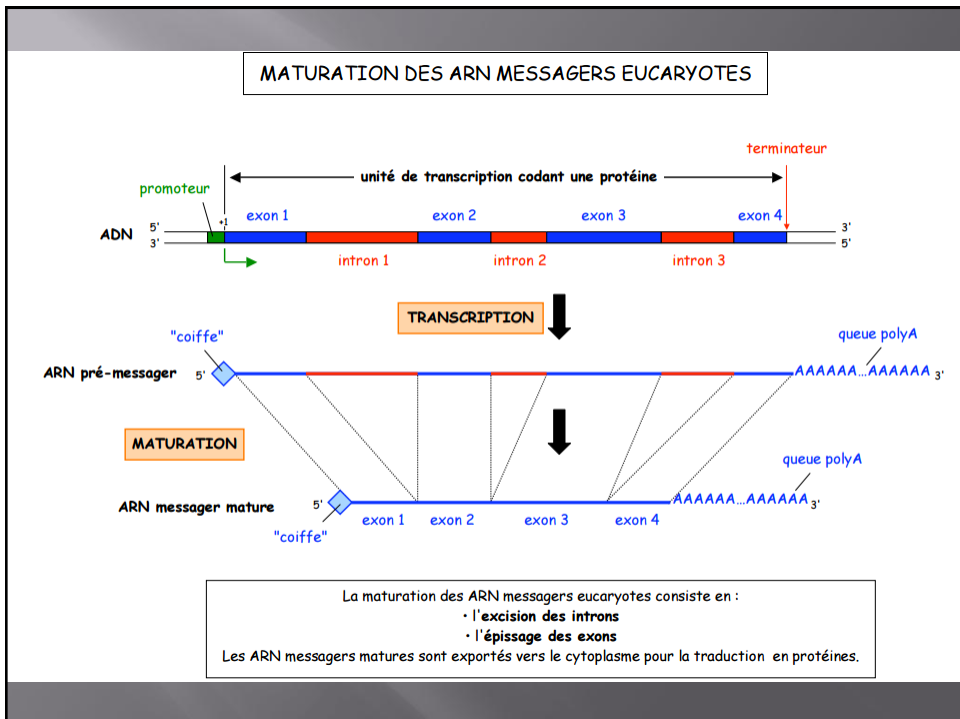 MATURATION DES ARN MESSAGERS EUCARYOTES
terminateur
unité de transcription codant une protéine
promoteur
+1
exon 1 exon 2 exon 3 exon 4
ADN 5' 3'
3' 5'
intron 1 intron 2 intron 3
TRANSCRIPTION
"coiffe" queue polyA
ARN pré-messager 5' AAAAAA...AAAAAA 3'
MATURATION
queue polyA
ARN messager mature 5' AAAAAA...AAAAAA 3'
exon 1 exon 2 exon 3 exon 4
"coiffe"
La maturation des ARN messagers eucaryotes consiste en :
• l'excision des introns
• l'épissage des exons
Les ARN messagers matures sont exportés vers le cytoplasme pour la traduction en protéines.